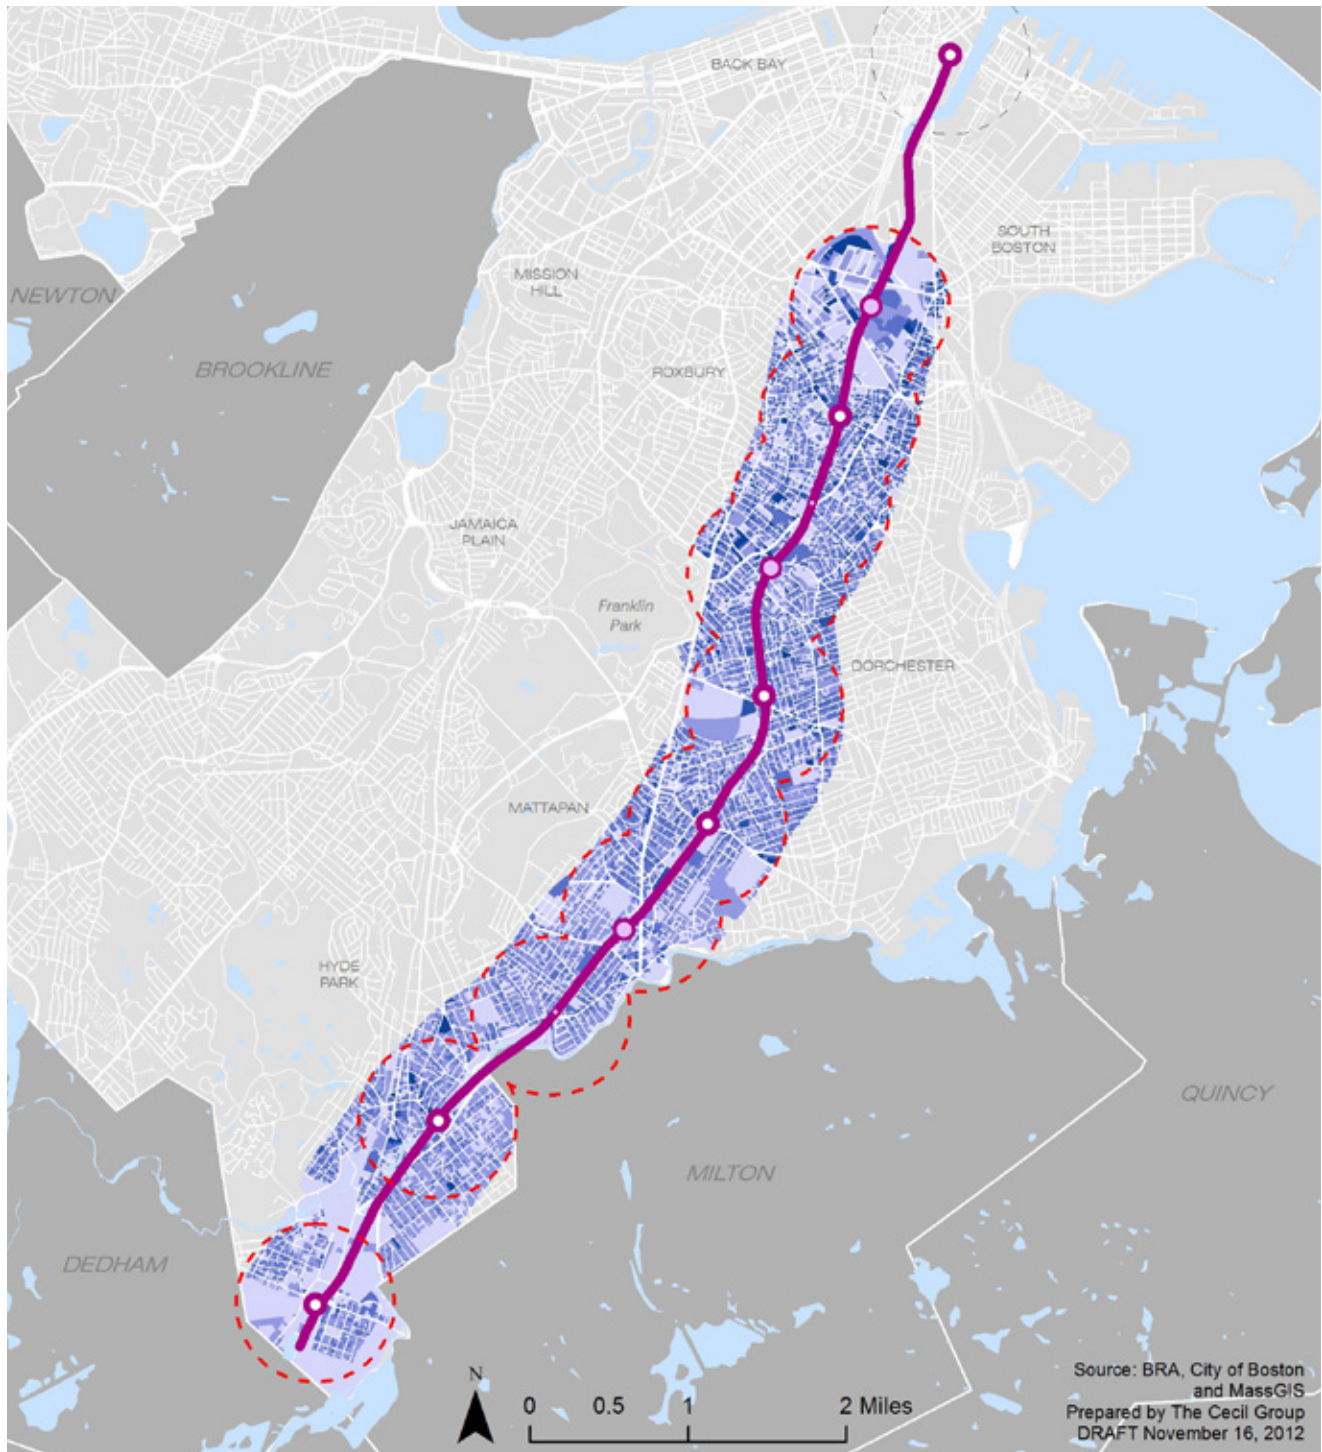 BACK BAY
SOUTH
BOSTON
MISSION
HILL
NEWTON
BROOKLINE
ROXBURY
JAMAICA
PLAIN
Franklin
Park
DORCHESTER
MATTAPAN
HYDE
PARK
QUINCY
MILTON
DEDHAM
N
0 0.5 1 2 Miles
Source: BRA, City of Boston
and MassGIS
Prepared by The Cecil Group
DRAFT November 16, 2012